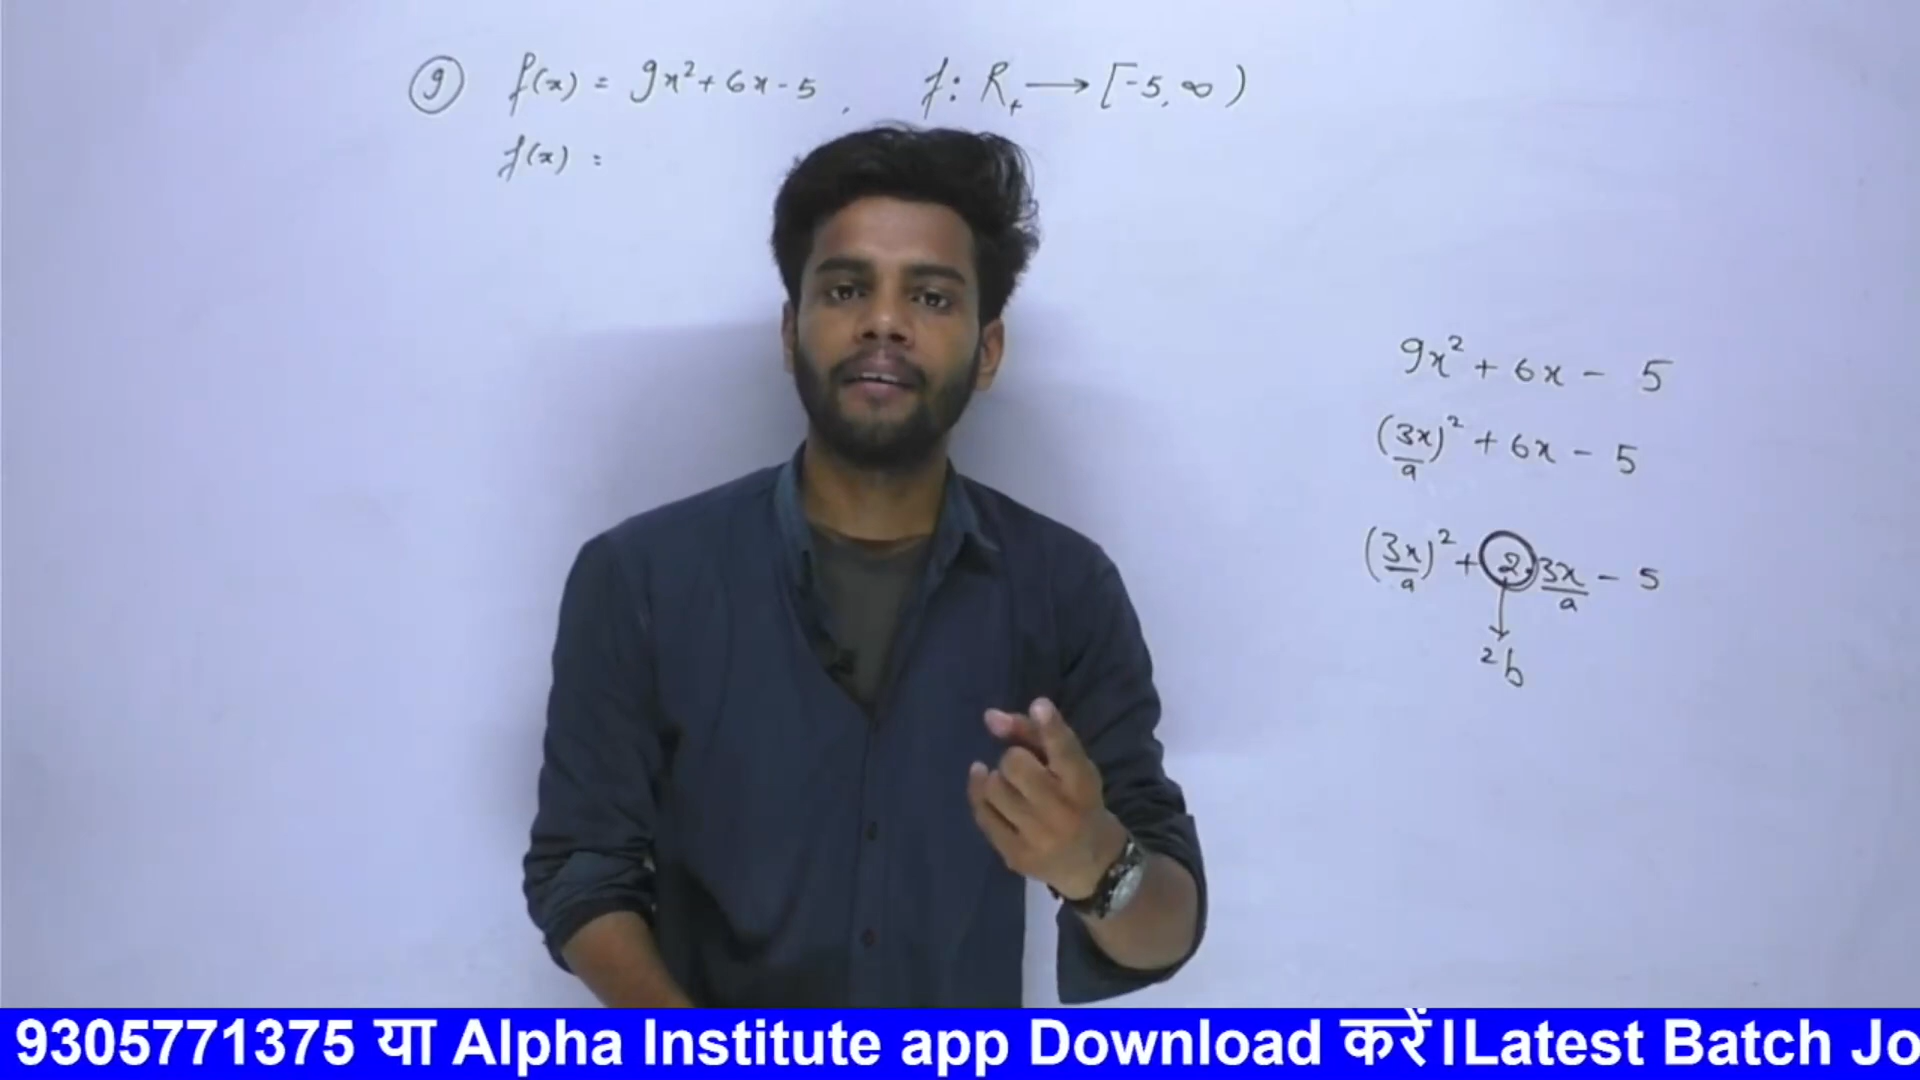 ⑨ f(x) = 9x² + 6x - 5 , f: R₊ → [-5, ∞)
f(x) =
9x² + 6x - 5
(3x)² + 6x - 5
a
(3x)² + 2.3x - 5
a a
2b
9305771375 या Alpha Institute app Download करें।Latest Batch Jo